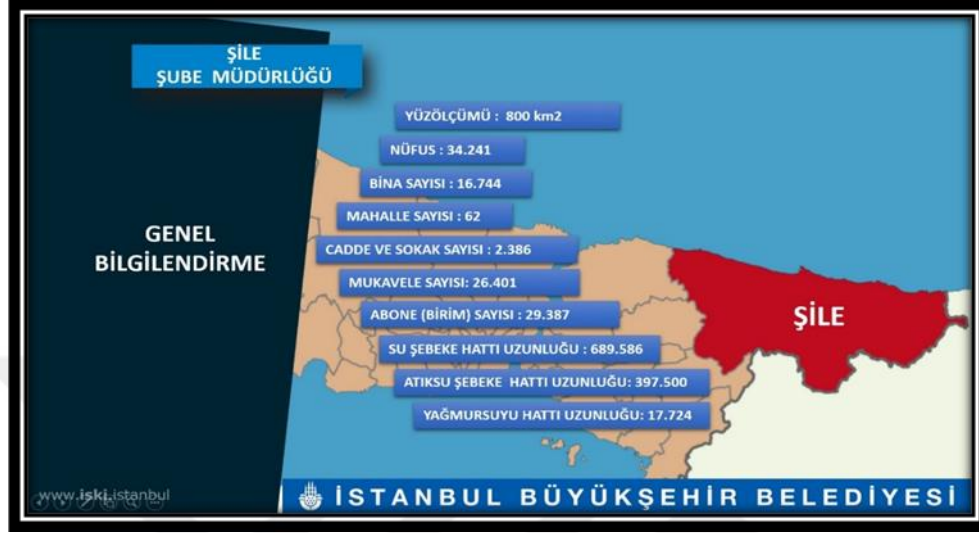 ŞİLE
ŞUBE MÜDÜRLÜĞÜ
YÜZÖLÇÜMÜ : 800 km2
NÜFUS : 34.241
BİNA SAYISI : 16.744
MAHALLE SAYISI : 62
GENEL
BİLGİLENDİRME
CADDE VE SOKAK SAYISI : 2.386
MUKAVELE SAYISI: 26.401
ABONE (BİRİM) SAYISI : 29.387
ŞİLE
SU ŞEBEKE HATTI UZUNLUĞU : 689.586
ATIKSU ŞEBEKE HATTI UZUNLUĞU: 397.500
YAĞMURSUYU HATTI UZUNLUĞU: 17.724
www.iski.istanbul
İSTANBUL BÜYÜKŞEHİR BELEDİYESİ